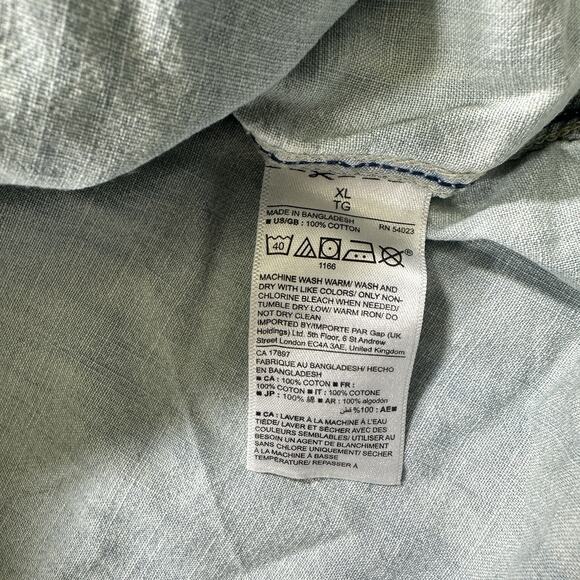 XL
TG
MADE IN BANGLADESH RN 54023
■ US/GB : 100% COTTON
40
1166
MACHINE WASH WARM/ WASH AND
DRY WITH LIKE COLORS/ ONLY NON-
CHLORINE BLEACH WHEN NEEDED/
TUMBLE DRY LOW/ WARM IRON/ DO
NOT DRY CLEAN
IMPORTED BY/IMPORTE PAR Gap (UK
Holdings) Ltd. 5th Floor, 6 St Andrew
Street London EC4A 3AE, United Kingdom
CA 17897
FABRIQUE AU BANGLADESH/ HECHO
EN BANGLADESH
■ CA : 100% COTON ■ FR :
100% COTON ■ IT : 100% COTONE
■ JP : 100% 綿 ■ AR : 100% algodón
■ AE : 100% قطن
■ CA : LAVER À LA MACHINE À L'EAU
TIÈDE/ LAVER ET SÉCHER AVEC DES
COULEURS SEMBLABLES/ UTILISER AU
BESOIN UN AGENT DE BLANCHIMENT
SANS CHLORE UNIQUEMENT/ SÉCHER
À LA MACHINE À BASSE
TEMPÉRATURE/ REPASSER À